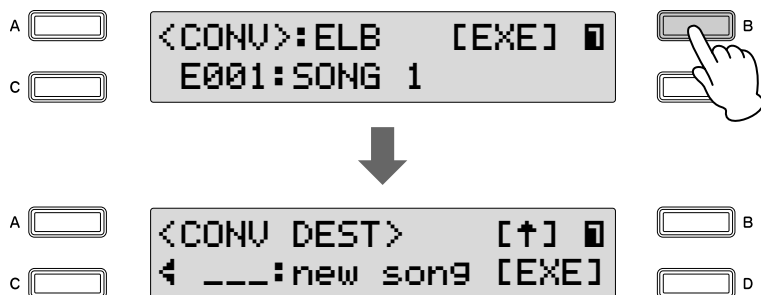 A <CONV>:ELB [EXE] B
C E001:SONG 1
A <CONV DEST> [↑] B
C ___:new song [EXE] D